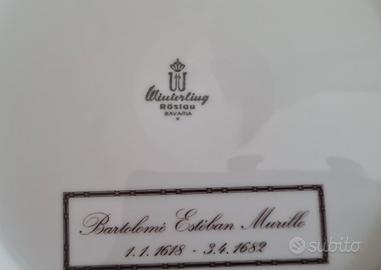 Winterling
Röslau
BAVARIA
Bartolomé Estéban Murillo
1.1.1618 - 3.4.1682
subito